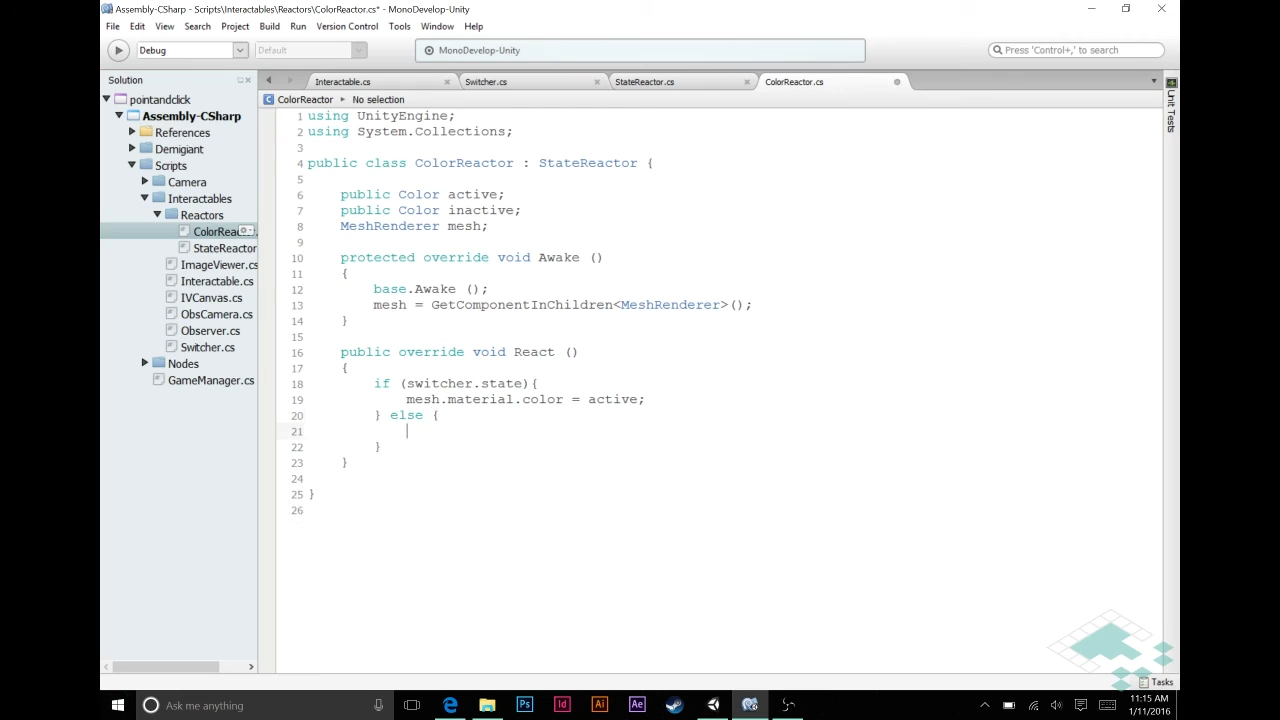 Assembly-CSharp - Scripts\Interactables\Reactors\ColorReactor.cs* - MonoDevelop-Unity
File Edit View Search Project Build Run Version Control Tools Window Help
Debug Default MonoDevelop-Unity Press 'Control+,' to search
Solution Interactable.cs Switcher.cs StateReactor.cs ColorReactor.cs
ColorReactor No selection
pointandclick
Assembly-CSharp
References
Demigiant
Scripts
Camera
Interactables
Reactors
ColorReac
StateReactor
ImageViewer.cs
Interactable.cs
IVCanvas.cs
ObsCamera.cs
Observer.cs
Switcher.cs
Nodes
GameManager.cs
1 using UnityEngine;
2 using System.Collections;
3
4 public class ColorReactor : StateReactor {
5
6 public Color active;
7 public Color inactive;
8 MeshRenderer mesh;
9
10 protected override void Awake ()
11 {
12 base.Awake ();
13 mesh = GetComponentInChildren<MeshRenderer>();
14 }
15
16 public override void React ()
17 {
18 if (switcher.state){
19 mesh.material.color = active;
20 } else {
21
22 }
23 }
24
25 }
26
Unit Tests
Tasks
Ask me anything
Ps Id Ai Ae
11:15 AM
1/11/2016